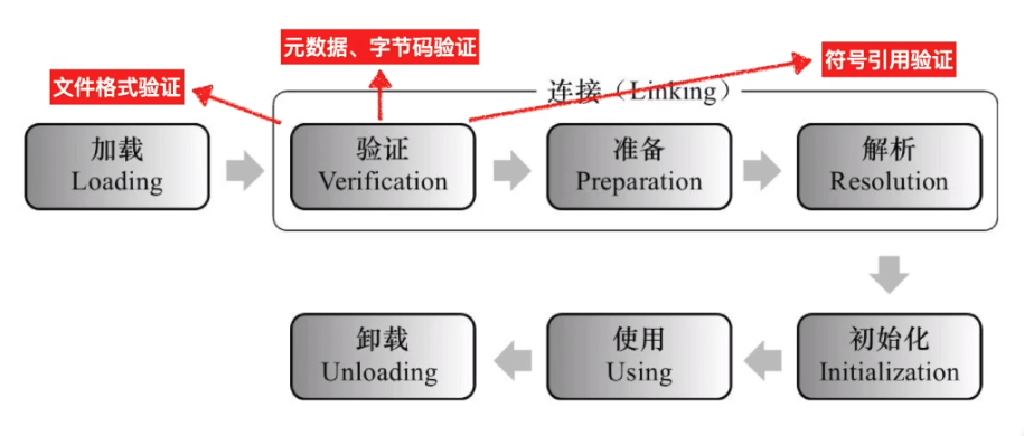 元数据、字节码验证
文件格式验证
符号引用验证
连接（Linking）
加载
Loading
验证
Verification
准备
Preparation
解析
Resolution
卸载
Unloading
使用
Using
初始化
Initialization